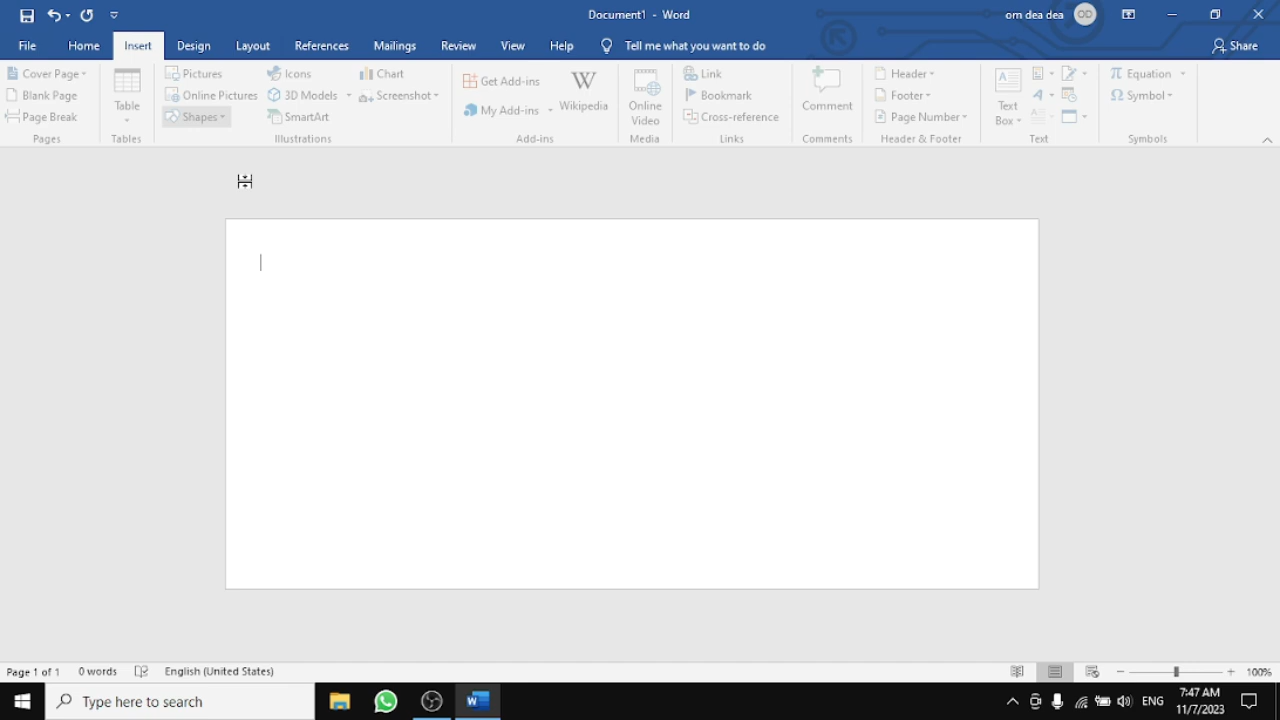 Document1 - Word
om dea dea
OD
File
Home
Insert
Design
Layout
References
Mailings
Review
View
Help
Tell me what you want to do
Share
Cover Page
Blank Page
Page Break
Pages
Table
Tables
Pictures
Online Pictures
Shapes
Icons
3D Models
SmartArt
Chart
Screenshot
Illustrations
Get Add-ins
My Add-ins
W
Wikipedia
Add-ins
Online
Video
Media
Link
Bookmark
Cross-reference
Links
Comment
Comments
Header
Footer
Page Number
Header & Footer
Text
Box
Text
Equation
Symbol
Symbols
Page 1 of 1
0 words
English (United States)
100%
Type here to search
ENG
7:47 AM
11/7/2023